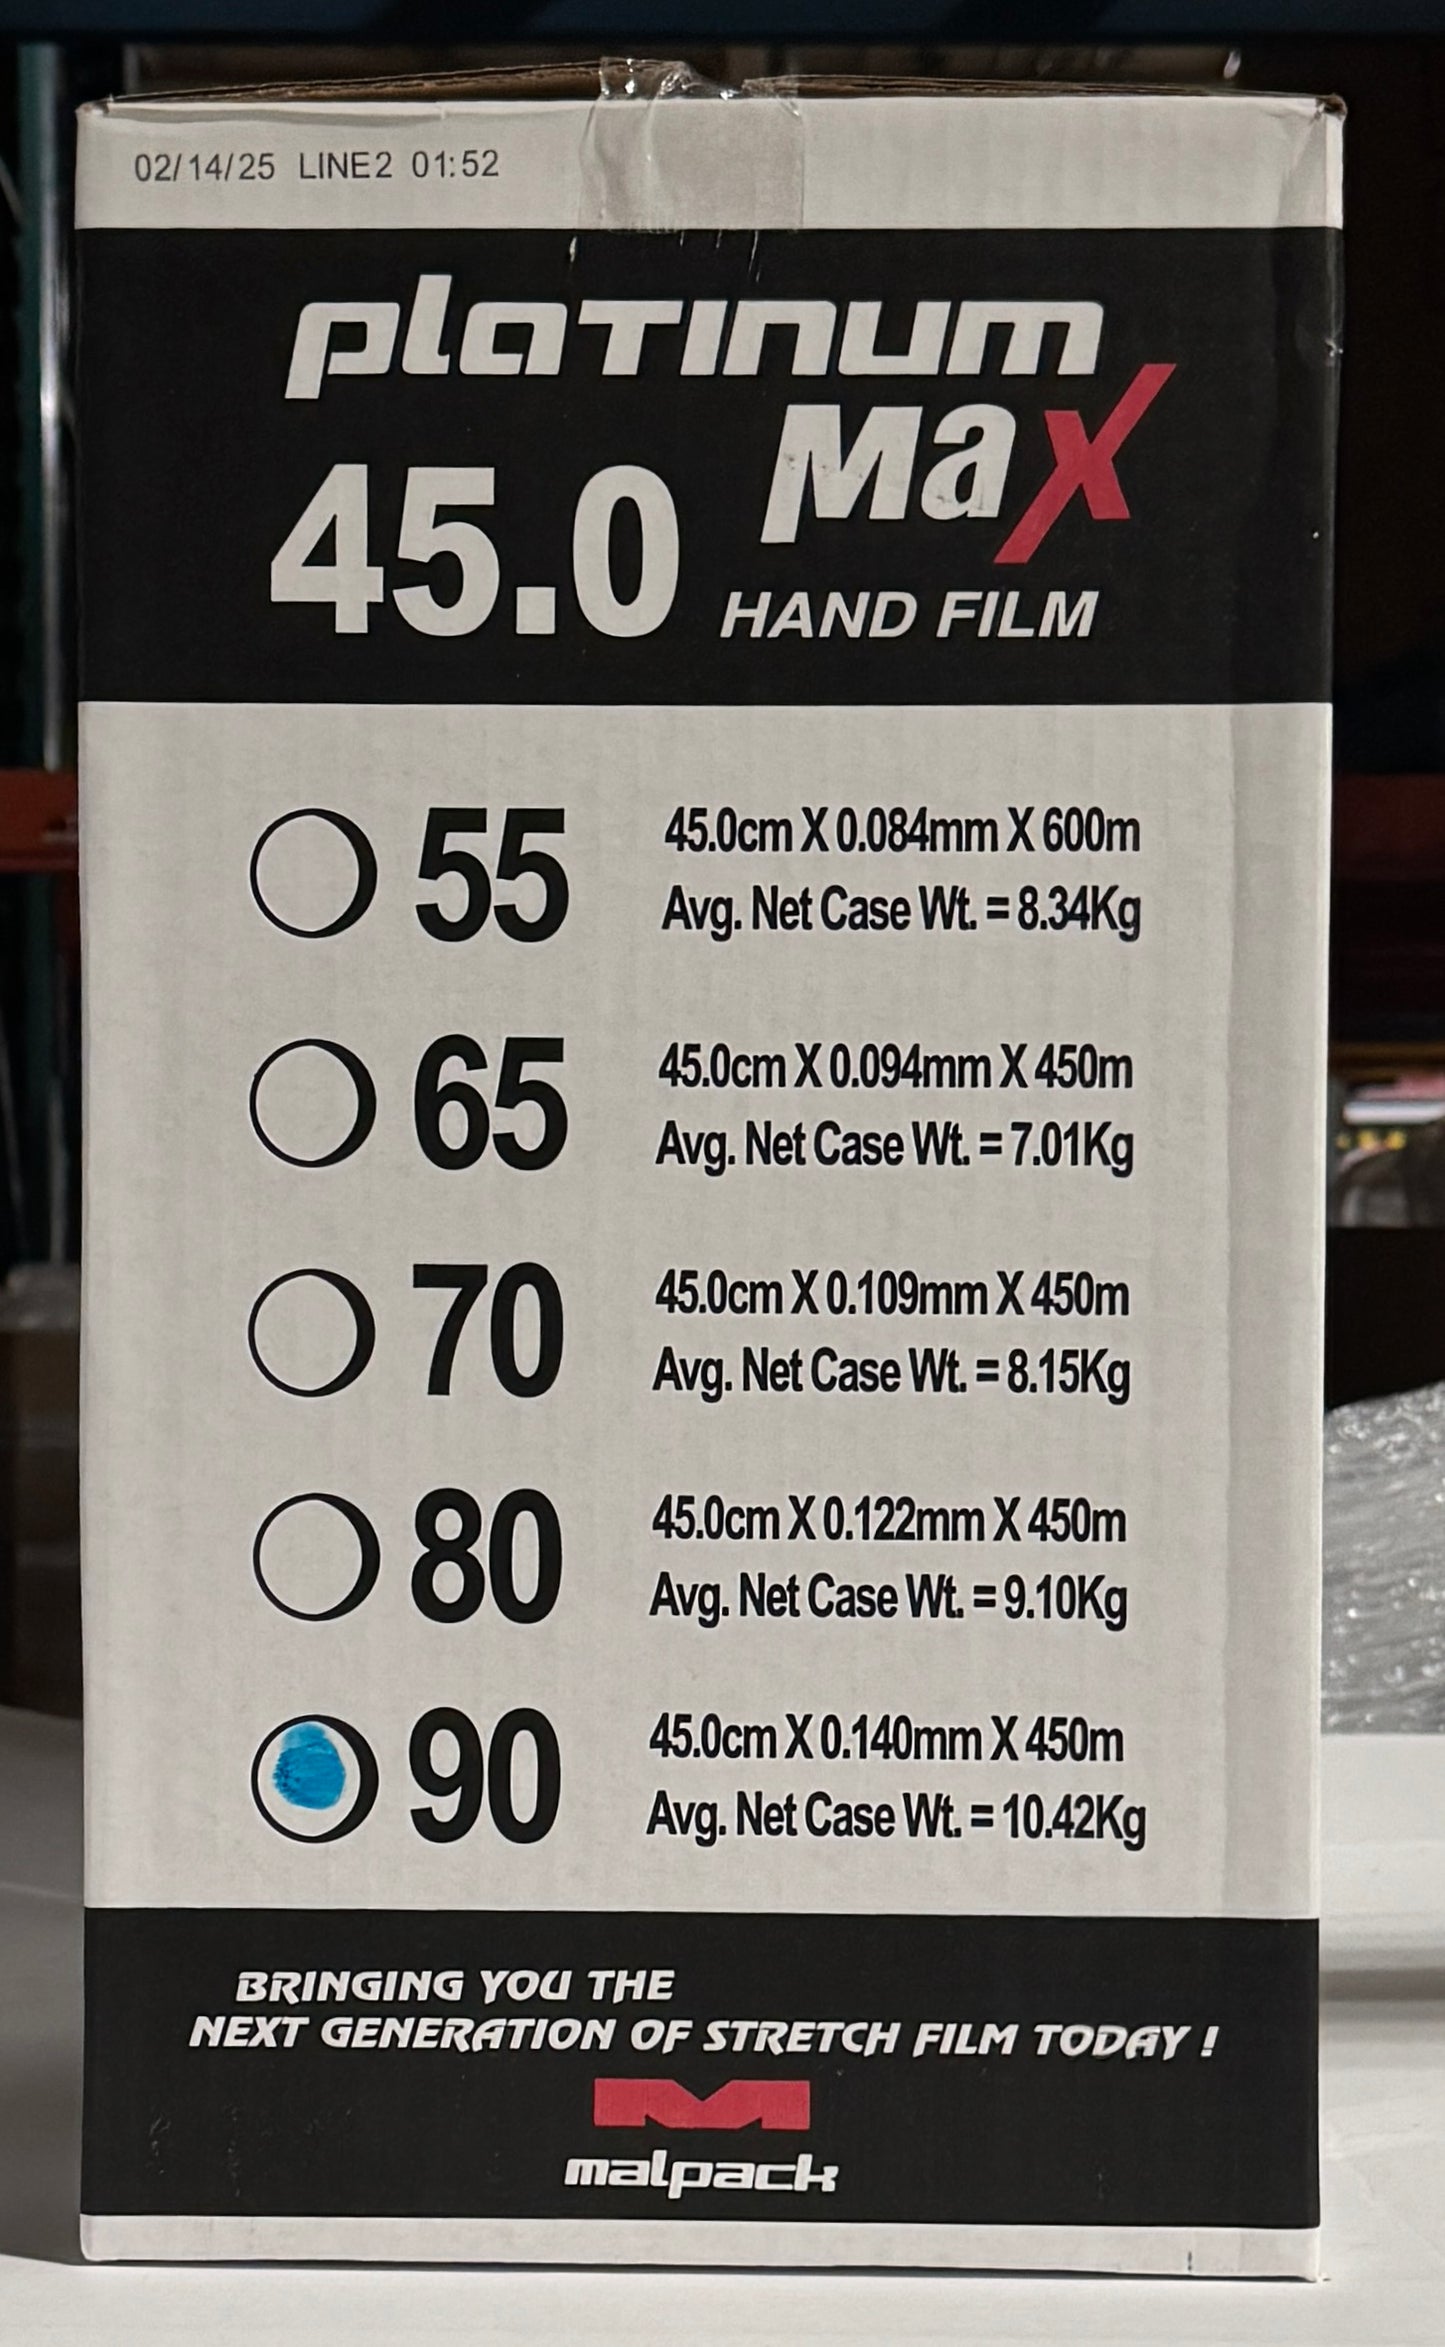 02/14/25 LINE2 01:52
platinum
max
45.0
HAND FILM
55
45.0cm X 0.084mm X 600m
Avg. Net Case Wt. = 8.34Kg
65
45.0cm X 0.094mm X 450m
Avg. Net Case Wt. = 7.01Kg
70
45.0cm X 0.109mm X 450m
Avg. Net Case Wt. = 8.15Kg
80
45.0cm X 0.122mm X 450m
Avg. Net Case Wt. = 9.10Kg
90
45.0cm X 0.140mm X 450m
Avg. Net Case Wt. = 10.42Kg
BRINGING YOU THE
NEXT GENERATION OF STRETCH FILM TODAY !
malpack